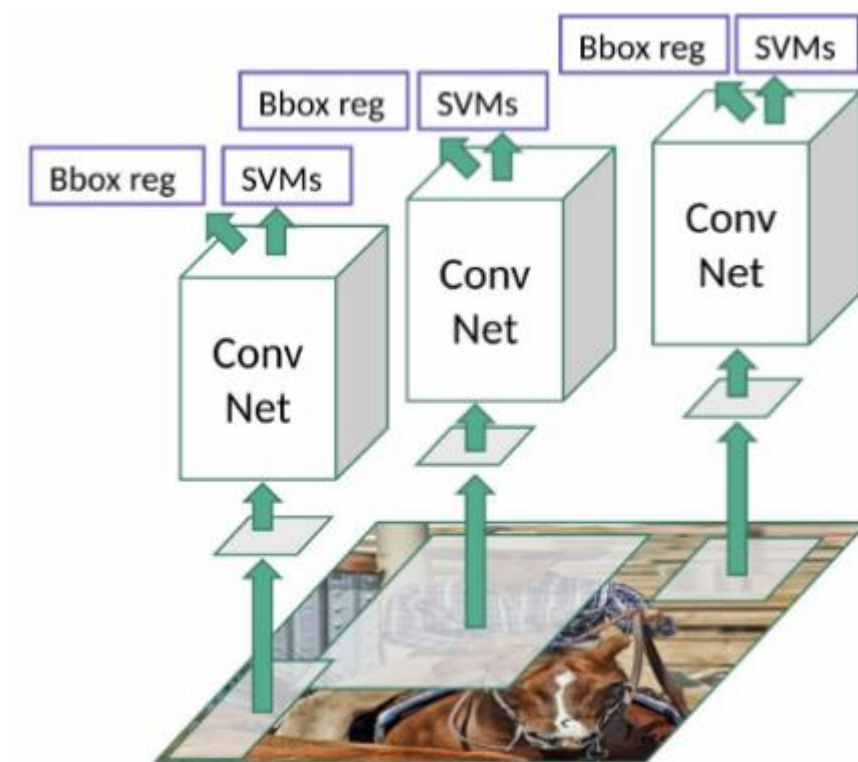 Bbox reg
SVMs
Bbox reg
SVMs
Bbox reg
SVMs
Conv
Net
Conv
Net
Conv
Net